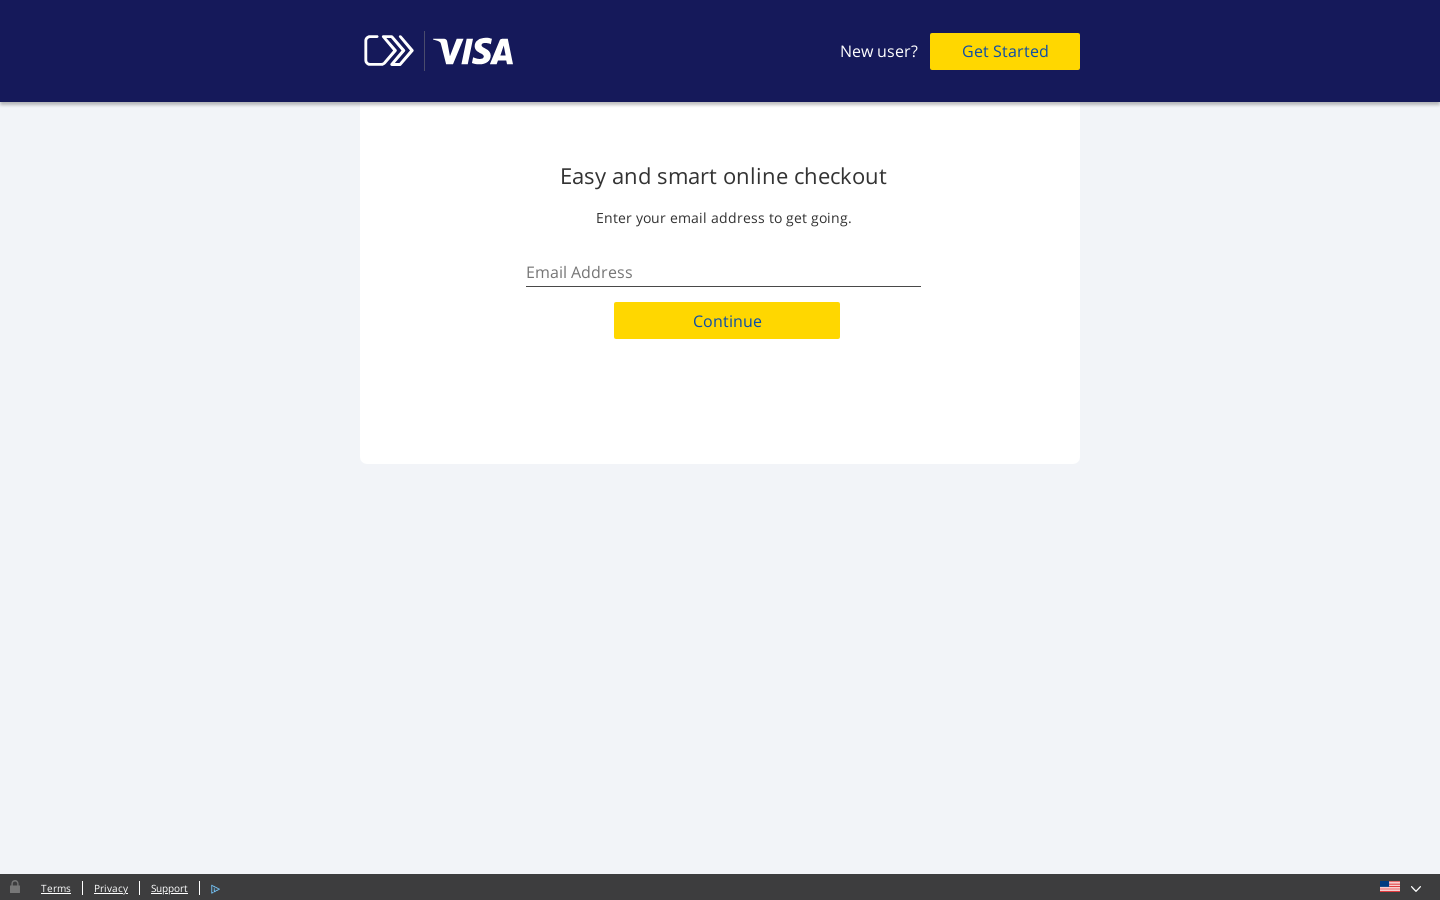 VISA
New user?
Get Started
Easy and smart online checkout
Enter your email address to get going.
Email Address
Continue
Terms
Privacy
Support